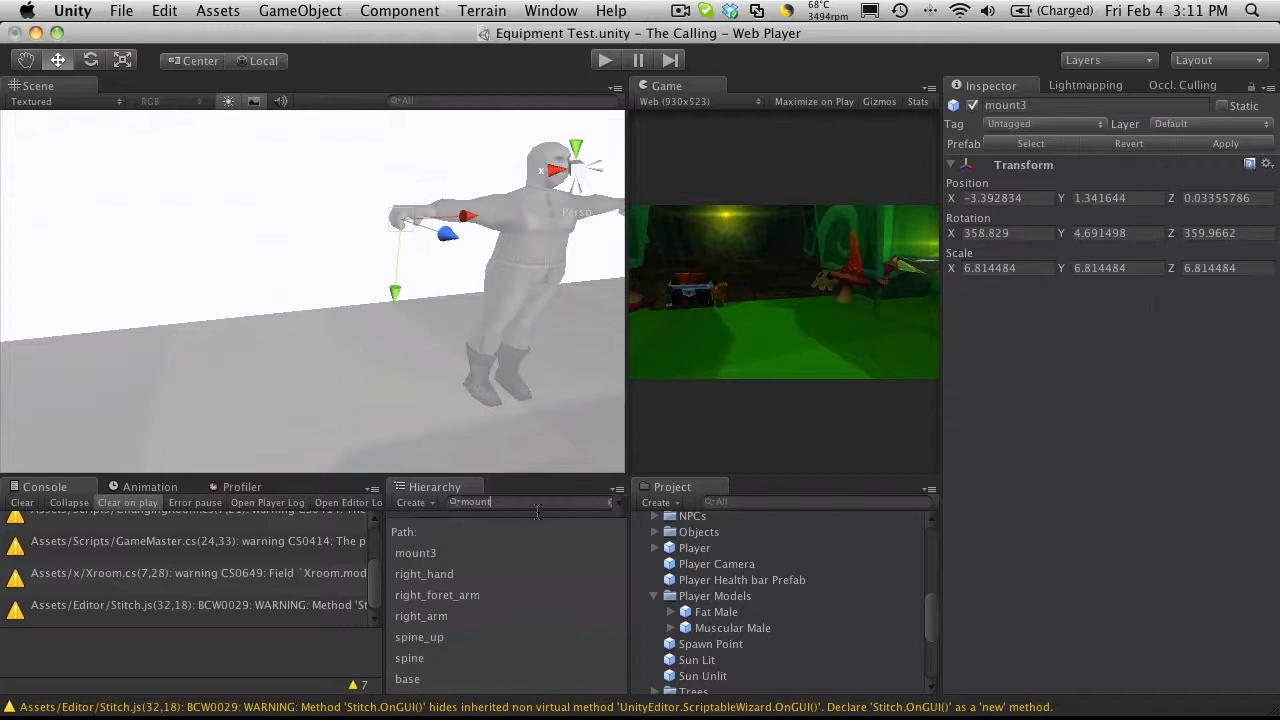 Unity File Edit Assets GameObject Component Terrain Window Help 68°C 3494rpm (Charged) Fri Feb 4 3:11 PM
Equipment Test.unity – The Calling – Web Player
Center Local Layers Layout
Scene Game Inspector Lightmapping Occl. Culling
Textured RGB All Web (930x523) Maximize on Play Gizmos Stats
mount3 Static
Tag Untagged Layer Default
Prefab Select Revert Apply
Transform
Position
X -3.392834 Y 1.341644 Z 0.03355786
Rotation
X 358.829 Y 4.691498 Z 359.9662
Scale
X 6.814484 Y 6.814484 Z 6.814484
x
Persp
Console Animation Profiler Hierarchy Project
Clear Collapse Clear on play Error pause Open Player Log Open Editor Lo Create mount Create All
Assets/Scripts/GameMaster.cs(24,33): warning CS0414: The p
Assets/x/Xroom.cs(7,28): warning CS0649: Field `Xroom.mod
Assets/Editor/Stitch.js(32,18): BCW0029: WARNING: Method 'St
7
Path:
mount3
right_hand
right_foret_arm
right_arm
spine_up
spine
base
NPCs
Objects
Player
Player Camera
Player Health bar Prefab
Player Models
Fat Male
Muscular Male
Spawn Point
Sun Lit
Sun Unlit
Trees
Assets/Editor/Stitch.js(32,18): BCW0029: WARNING: Method 'Stitch.OnGUI()' hides inherited non virtual method 'UnityEditor.ScriptableWizard.OnGUI()'. Declare 'Stitch.OnGUI()' as a 'new' method.